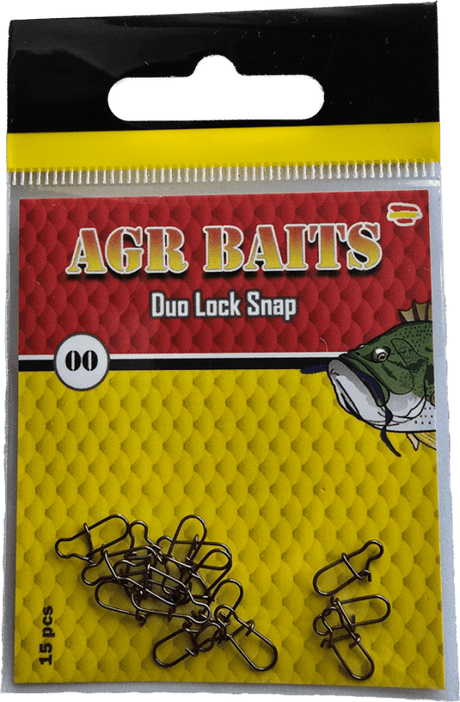 AGR BAITS
Duo Lock Snap
00
15 pcs